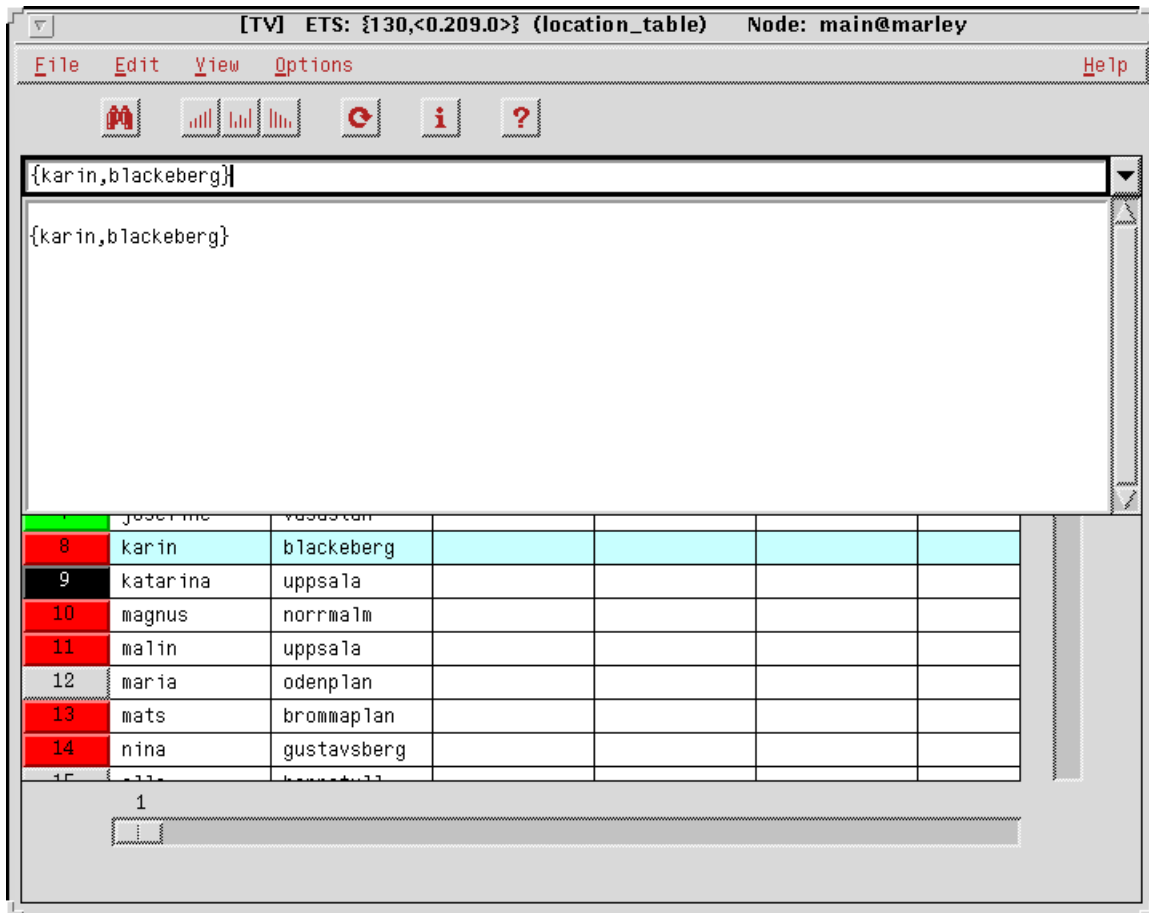 [TV] ETS: {130,<0.209.0>} (location_table) Node: main@marley
File Edit View Options Help
{karin,blackeberg}
{karin,blackeberg}
8 karin blackeberg
9 katarina uppsala
10 magnus norrmalm
11 malin uppsala
12 maria odenplan
13 mats brommaplan
14 nina gustavsberg
1